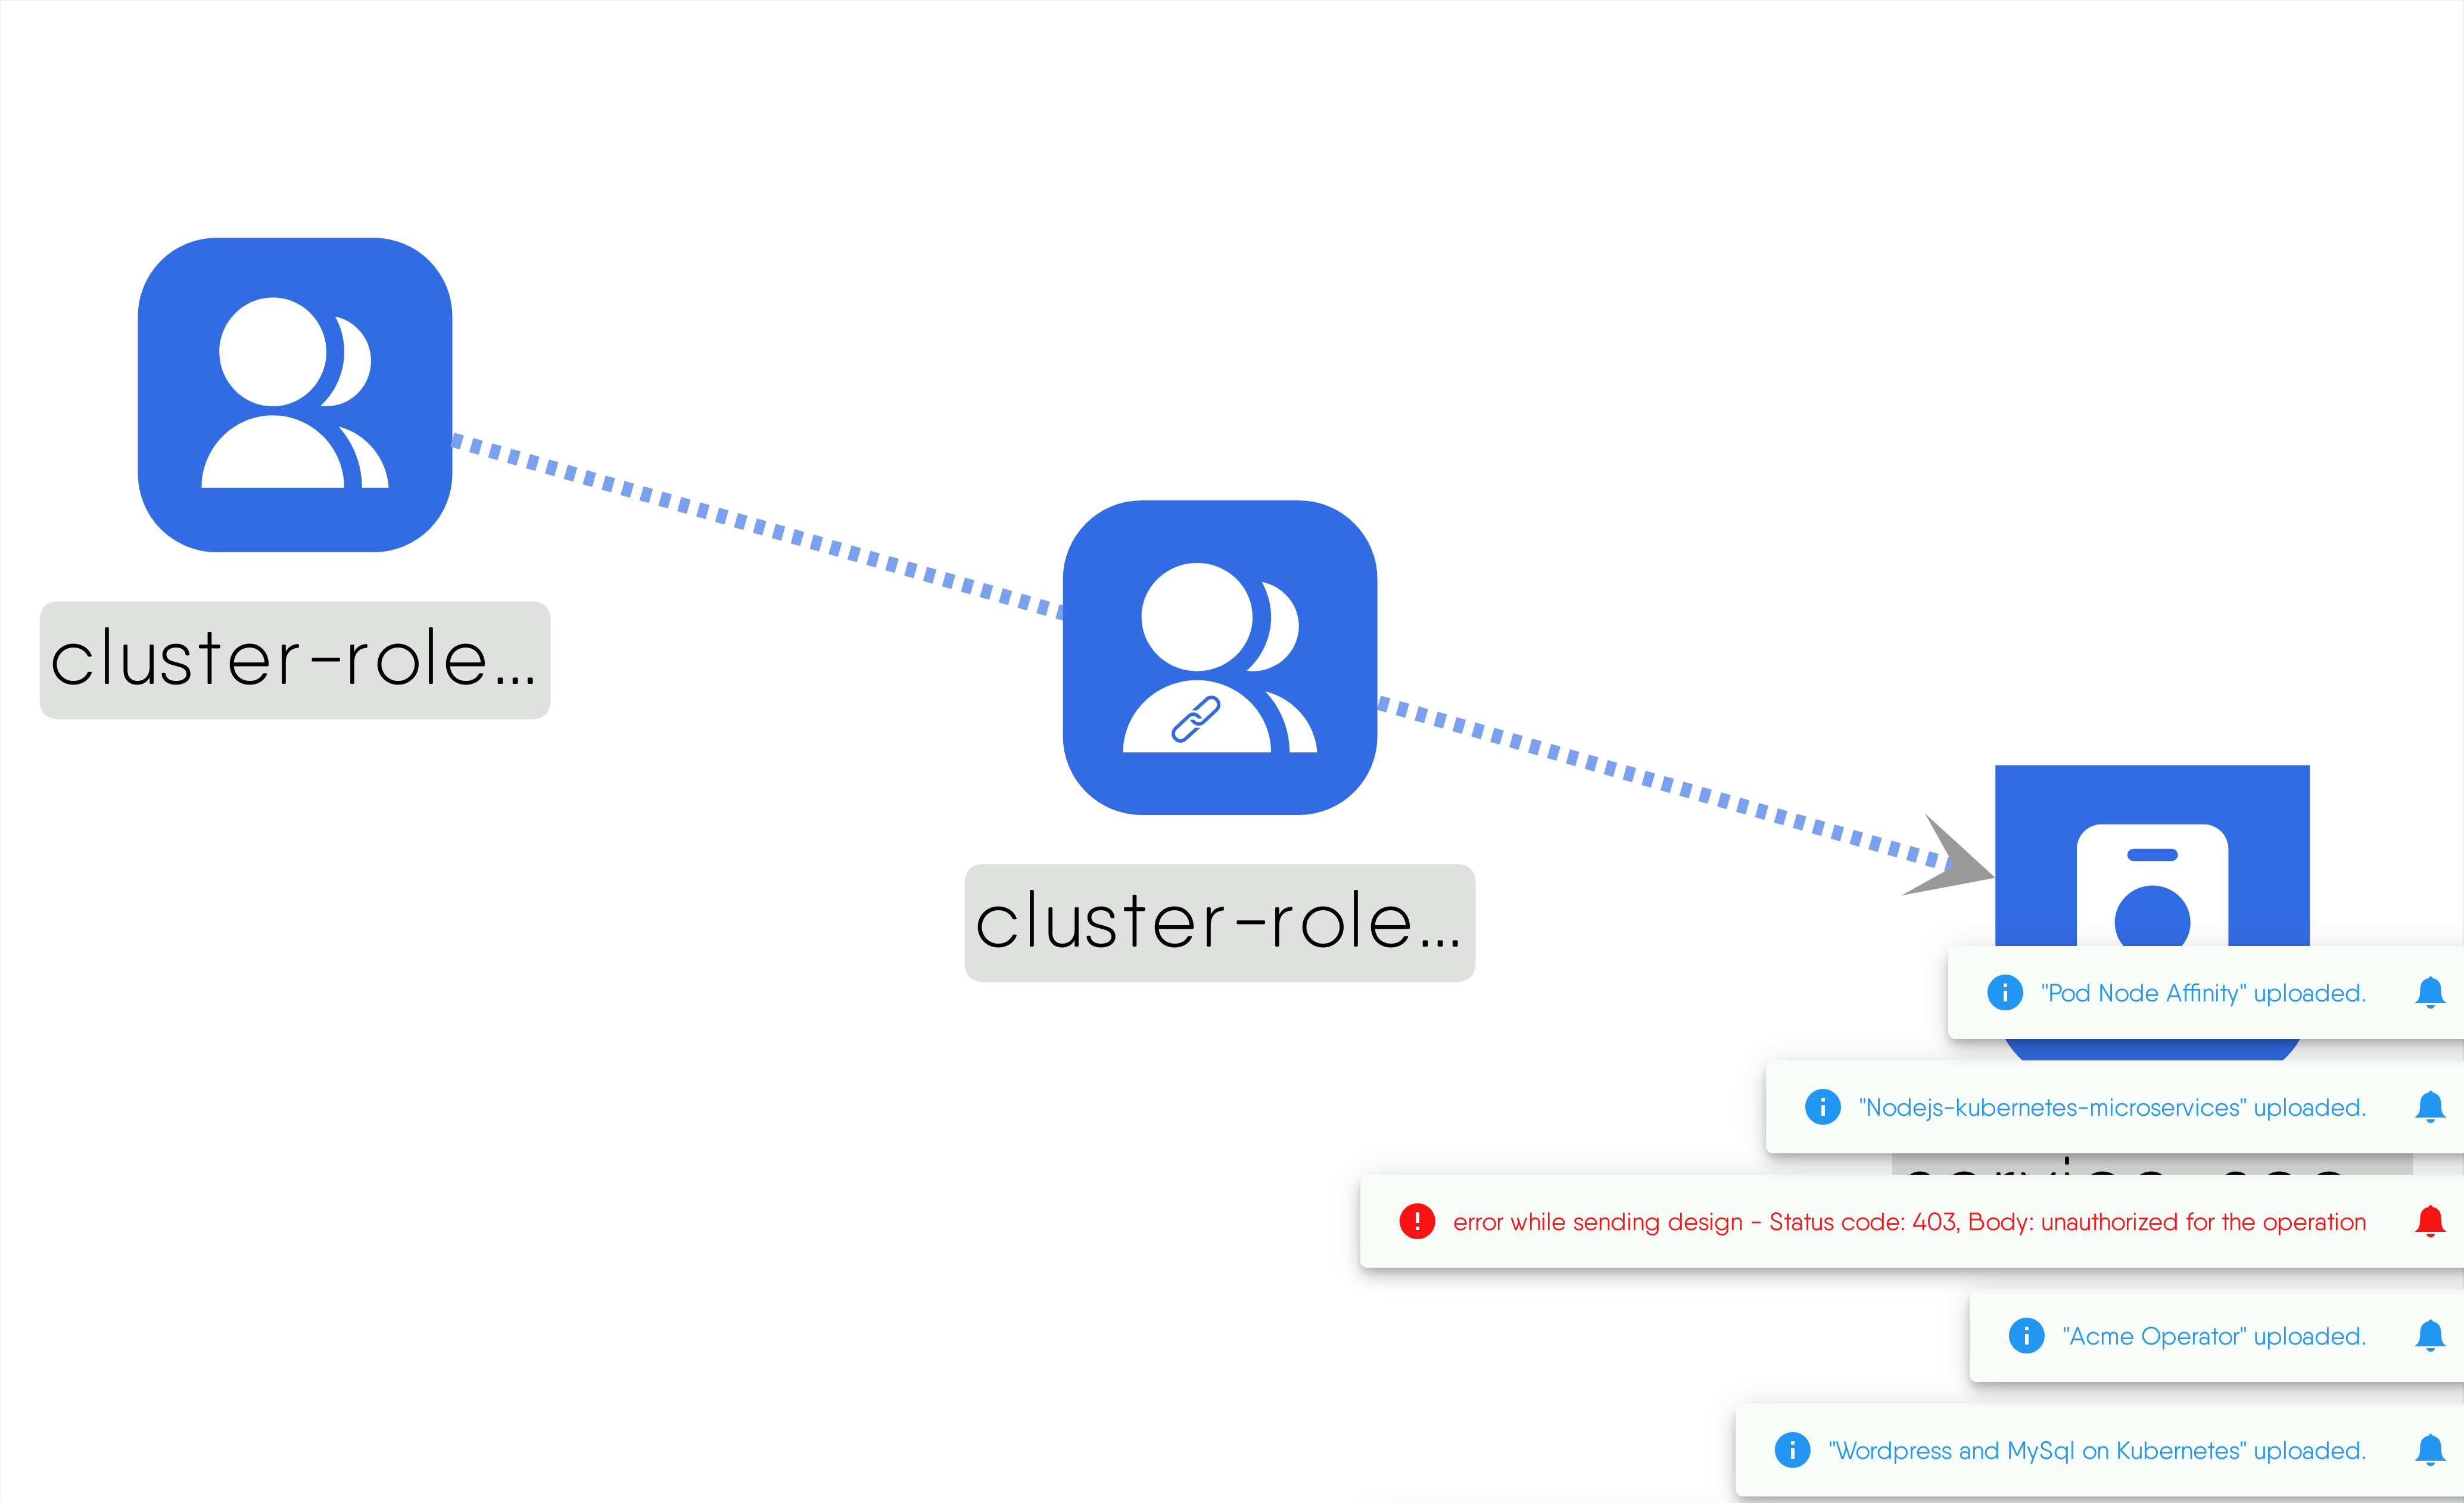 cluster-role...
cluster-role...
"Pod Node Affinity" uploaded.
"Nodejs-kubernetes-microservices" uploaded.
error while sending design - Status code: 403, Body: unauthorized for the operation
"Acme Operator" uploaded.
"Wordpress and MySql on Kubernetes" uploaded.